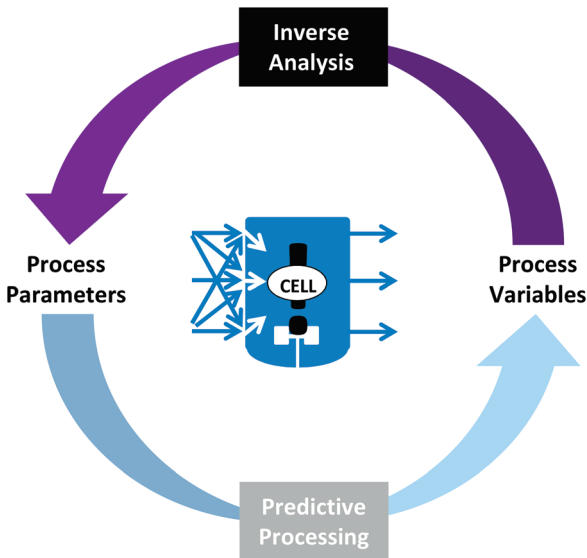 Inverse
Analysis
Process
Parameters
CELL
Process
Variables
Predictive
Processing